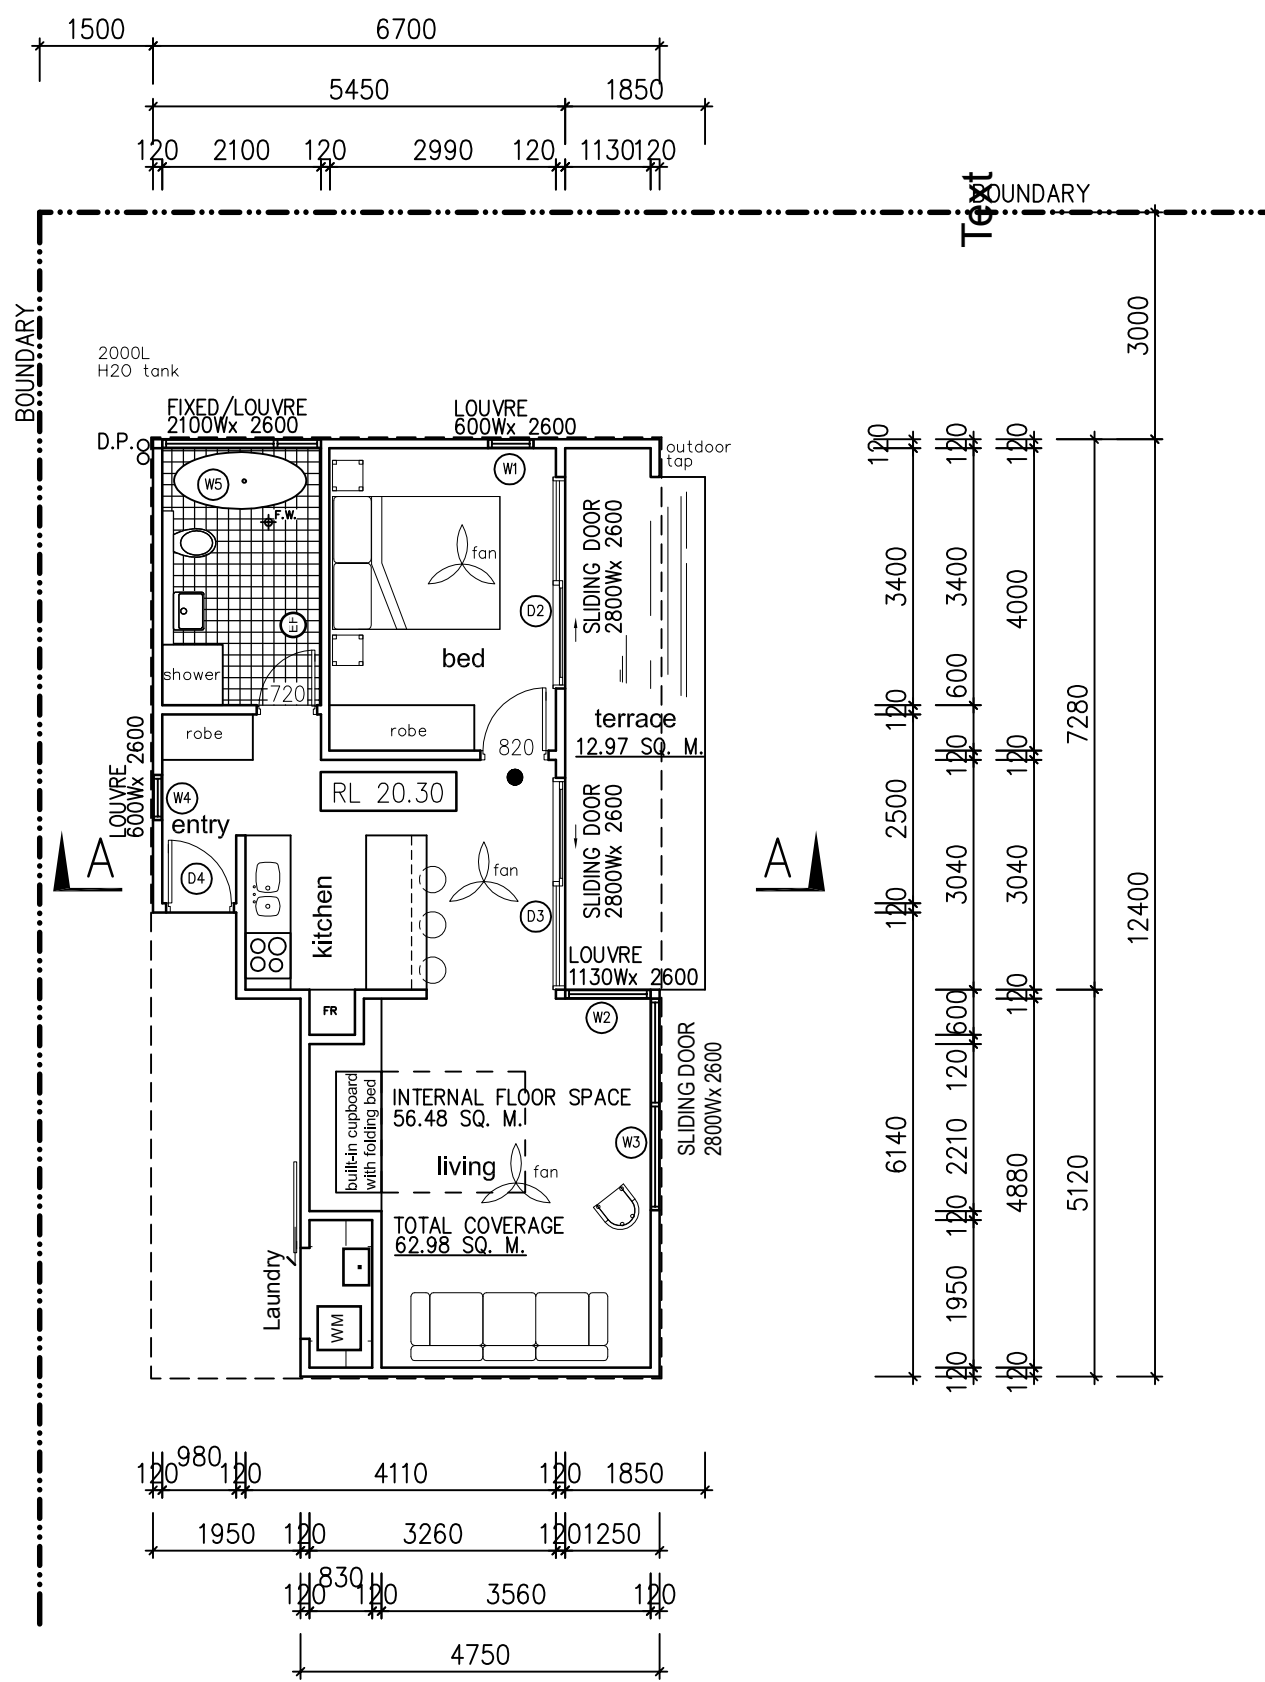 1500
6700
5450
1850
120
2100
120
2990
120
1130
120
Text
BOUNDARY
BOUNDARY
3000
2000L
H2O tank
FIXED/LOUVRE
2100Wx 2600
LOUVRE
600Wx 2600
D.P.
outdoor
tap
W5
W1
F.W.
fan
SLIDING DOOR
2800Wx 2600
D2
EF
bed
shower
720
robe
robe
820
terrace
12.97 SQ. M.
LOUVRE
600Wx 2600
W4
RL 20.30
entry
A
A
D4
kitchen
fan
SLIDING DOOR
2800Wx 2600
D3
LOUVRE
1130Wx 2600
FR
W2
SLIDING DOOR
2800Wx 2600
built-in cupboard
with folding bed
INTERNAL FLOOR SPACE
56.48 SQ. M.
W3
living
fan
TOTAL COVERAGE
62.98 SQ. M.
Laundry
WM
120
3400
120
2500
120
6140
120
3400
600
120
3040
600
120
2210
120
1950
120
120
4000
120
3040
120
4880
120
7280
5120
12400
120
980
120
4110
120
1850
1950
120
3260
120
1250
120
830
120
3560
120
4750